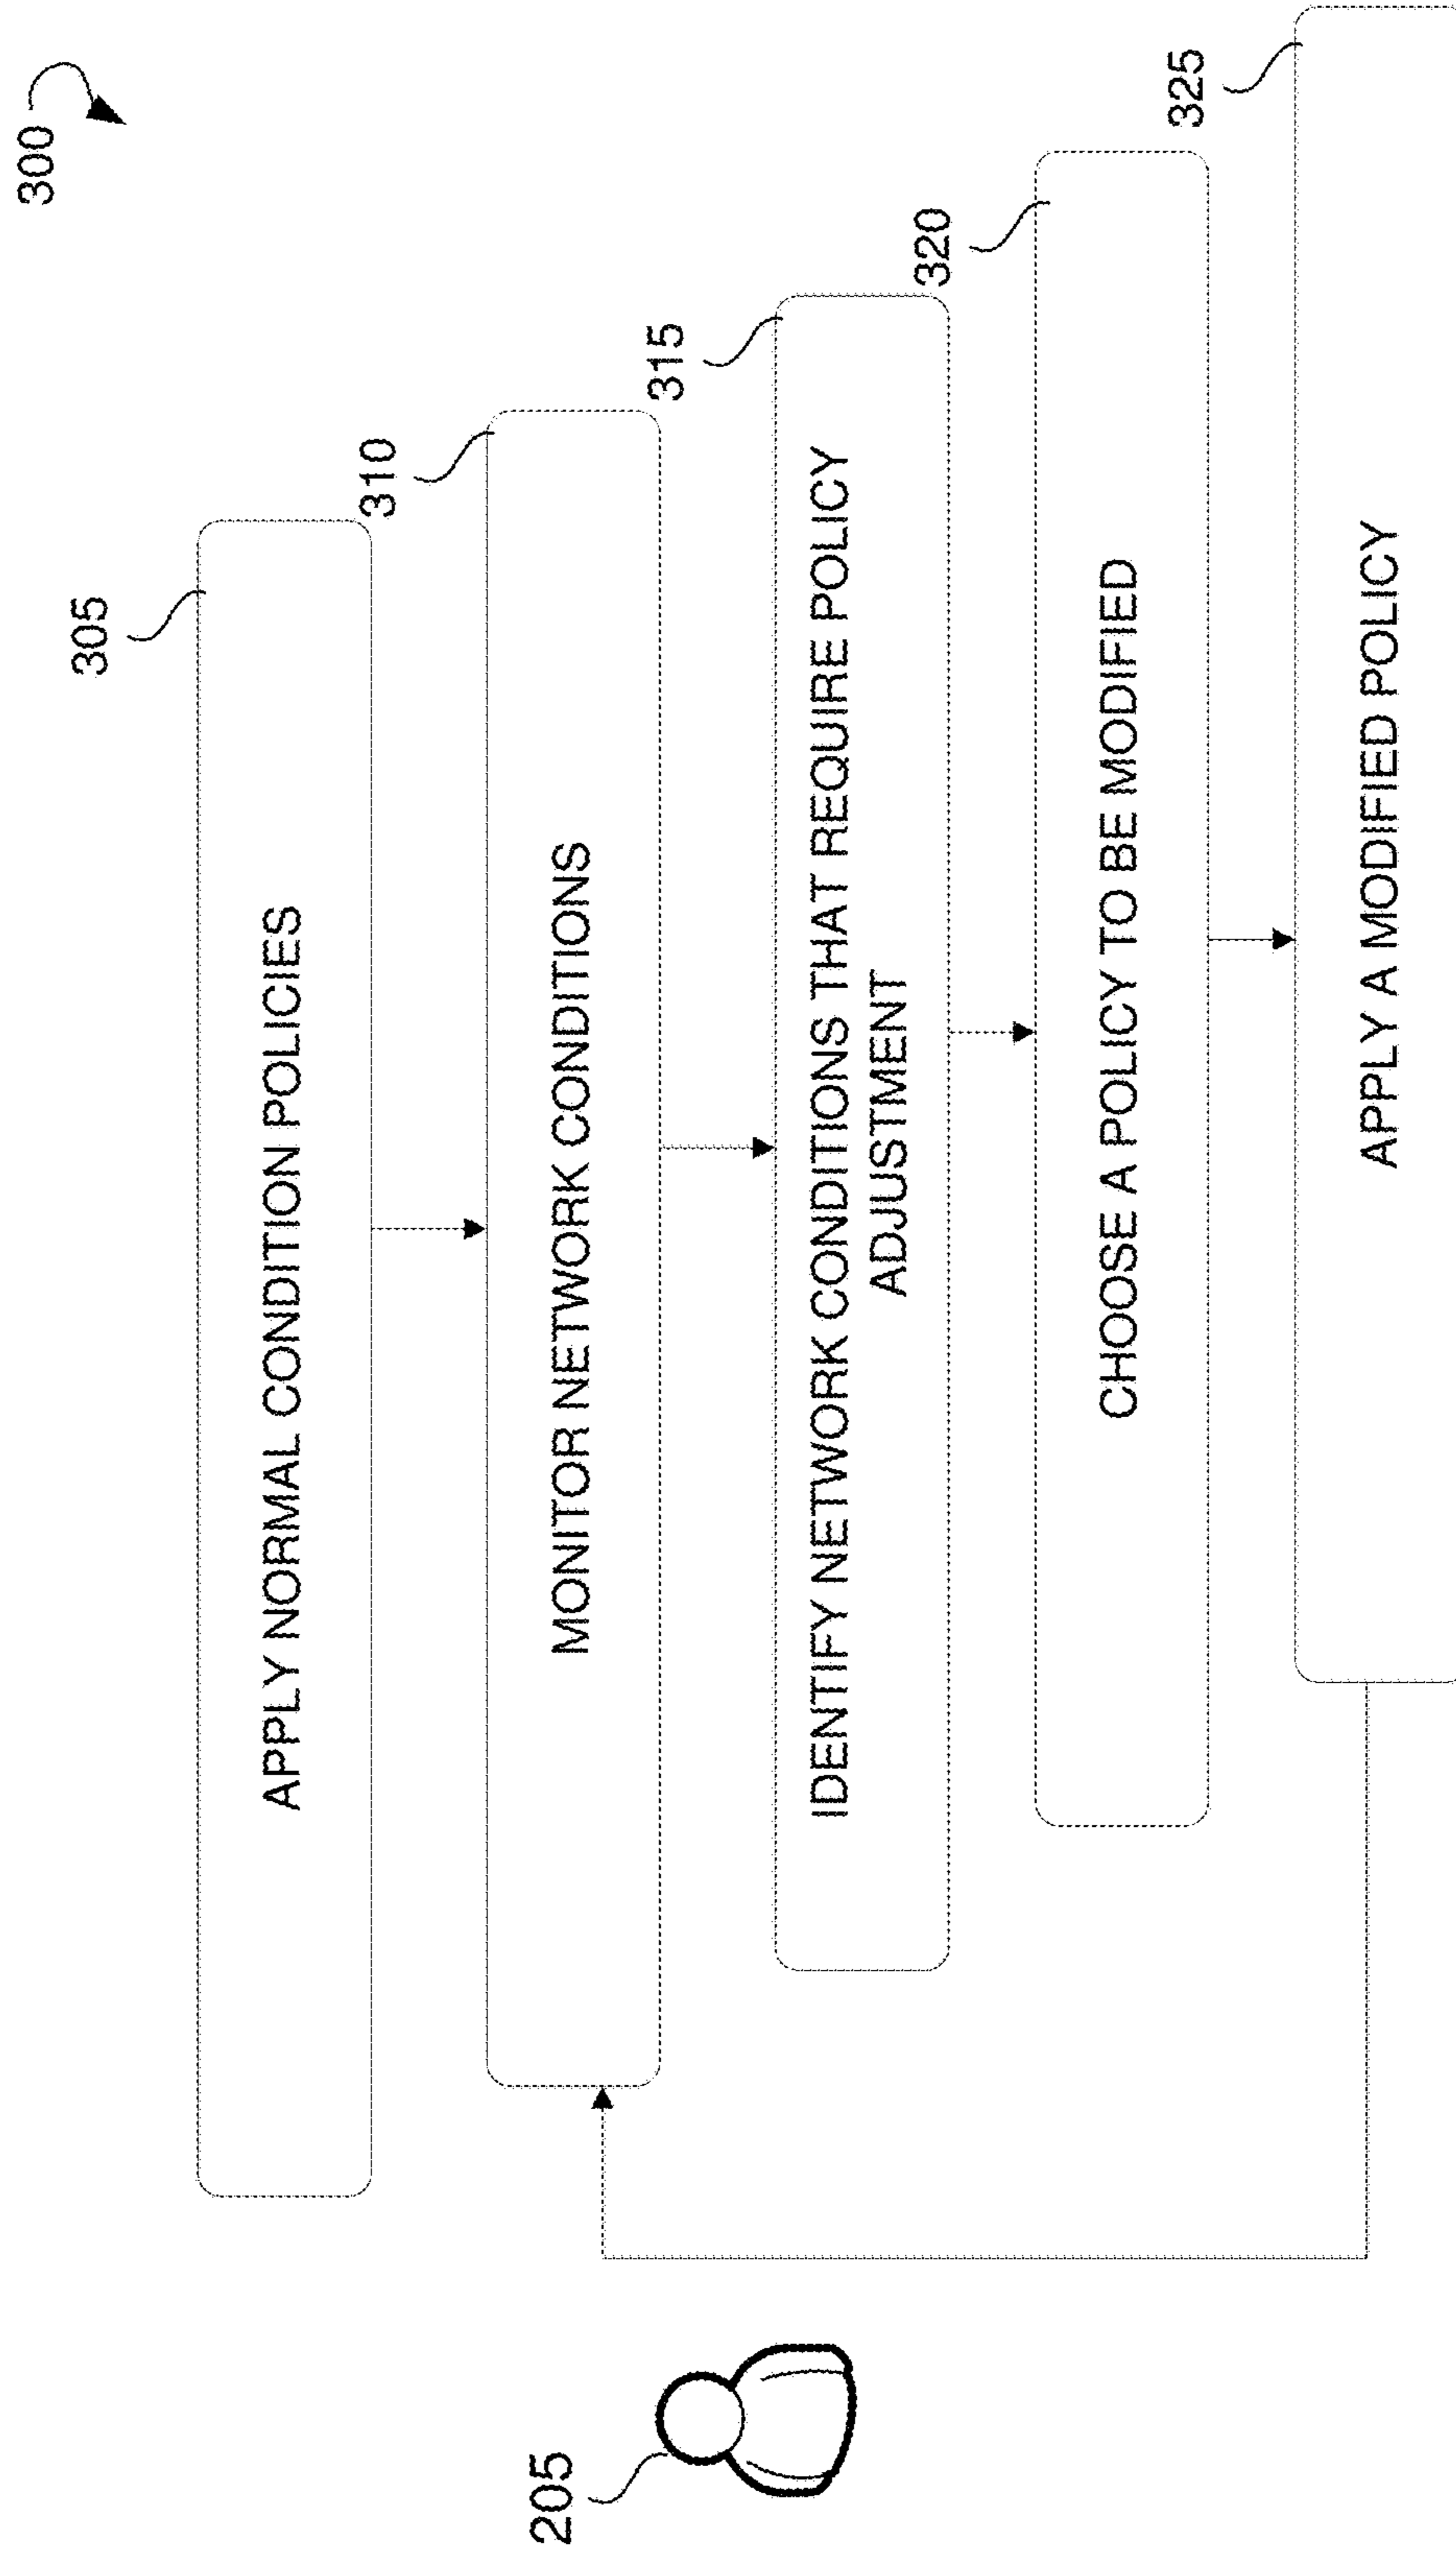 300
305
APPLY NORMAL CONDITION POLICIES
310
MONITOR NETWORK CONDITIONS
315
IDENTIFY NETWORK CONDITIONS THAT REQUIRE POLICY
ADJUSTMENT
320
CHOOSE A POLICY TO BE MODIFIED
325
APPLY A MODIFIED POLICY
205